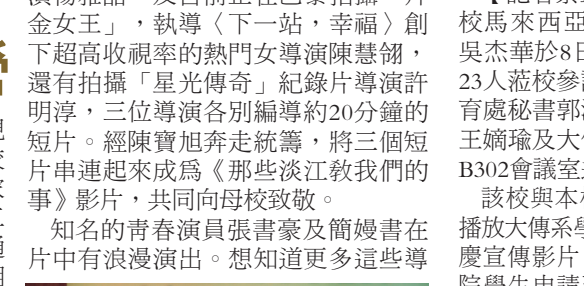 金女王」，執導〈下一站，幸福〉創
下超高收視率的熱門女導演陳慧翎，
還有拍攝「星光傳奇」紀錄片導演許
明淳，三位導演各別編導約20分鐘的
短片。經陳寶旭奔走統籌，將三個短
片串連起來成為《那些淡江教我們的
事》影片，共同向母校致敬。
知名的青春演員張書豪及簡嫚書在
片中有浪漫演出。想知道更多這些導
校馬來西亞
吳杰華於8日
23人蒞校參
育處秘書郭
王嫡瑜及大
B302會議室
該校與本校
播放大傳系
慶宣傳影片